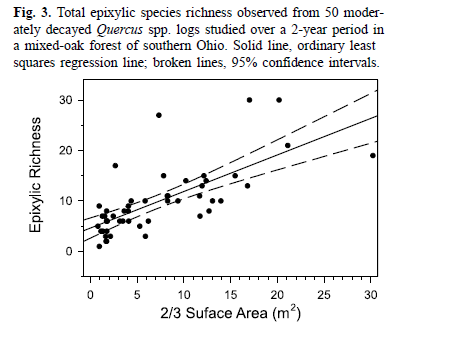 Fig. 3. Total epixylic species richness observed from 50 moder-
ately decayed Quercus spp. logs studied over a 2-year period in
a mixed-oak forest of southern Ohio. Solid line, ordinary least
squares regression line; broken lines, 95% confidence intervals.
30
20
10
0
Epixylic Richness
0 5 10 15 20 25 30
2/3 Suface Area (m²)